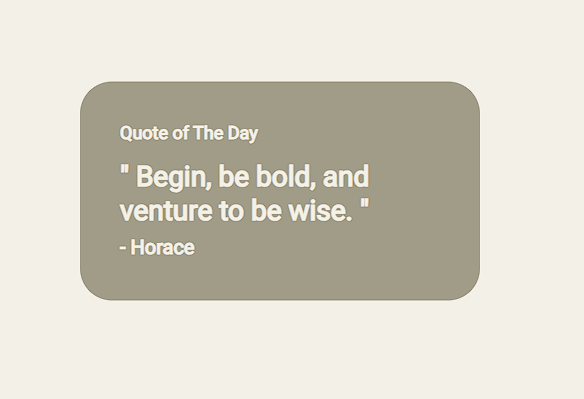 Quote of The Day
" Begin, be bold, and
venture to be wise. "
- Horace